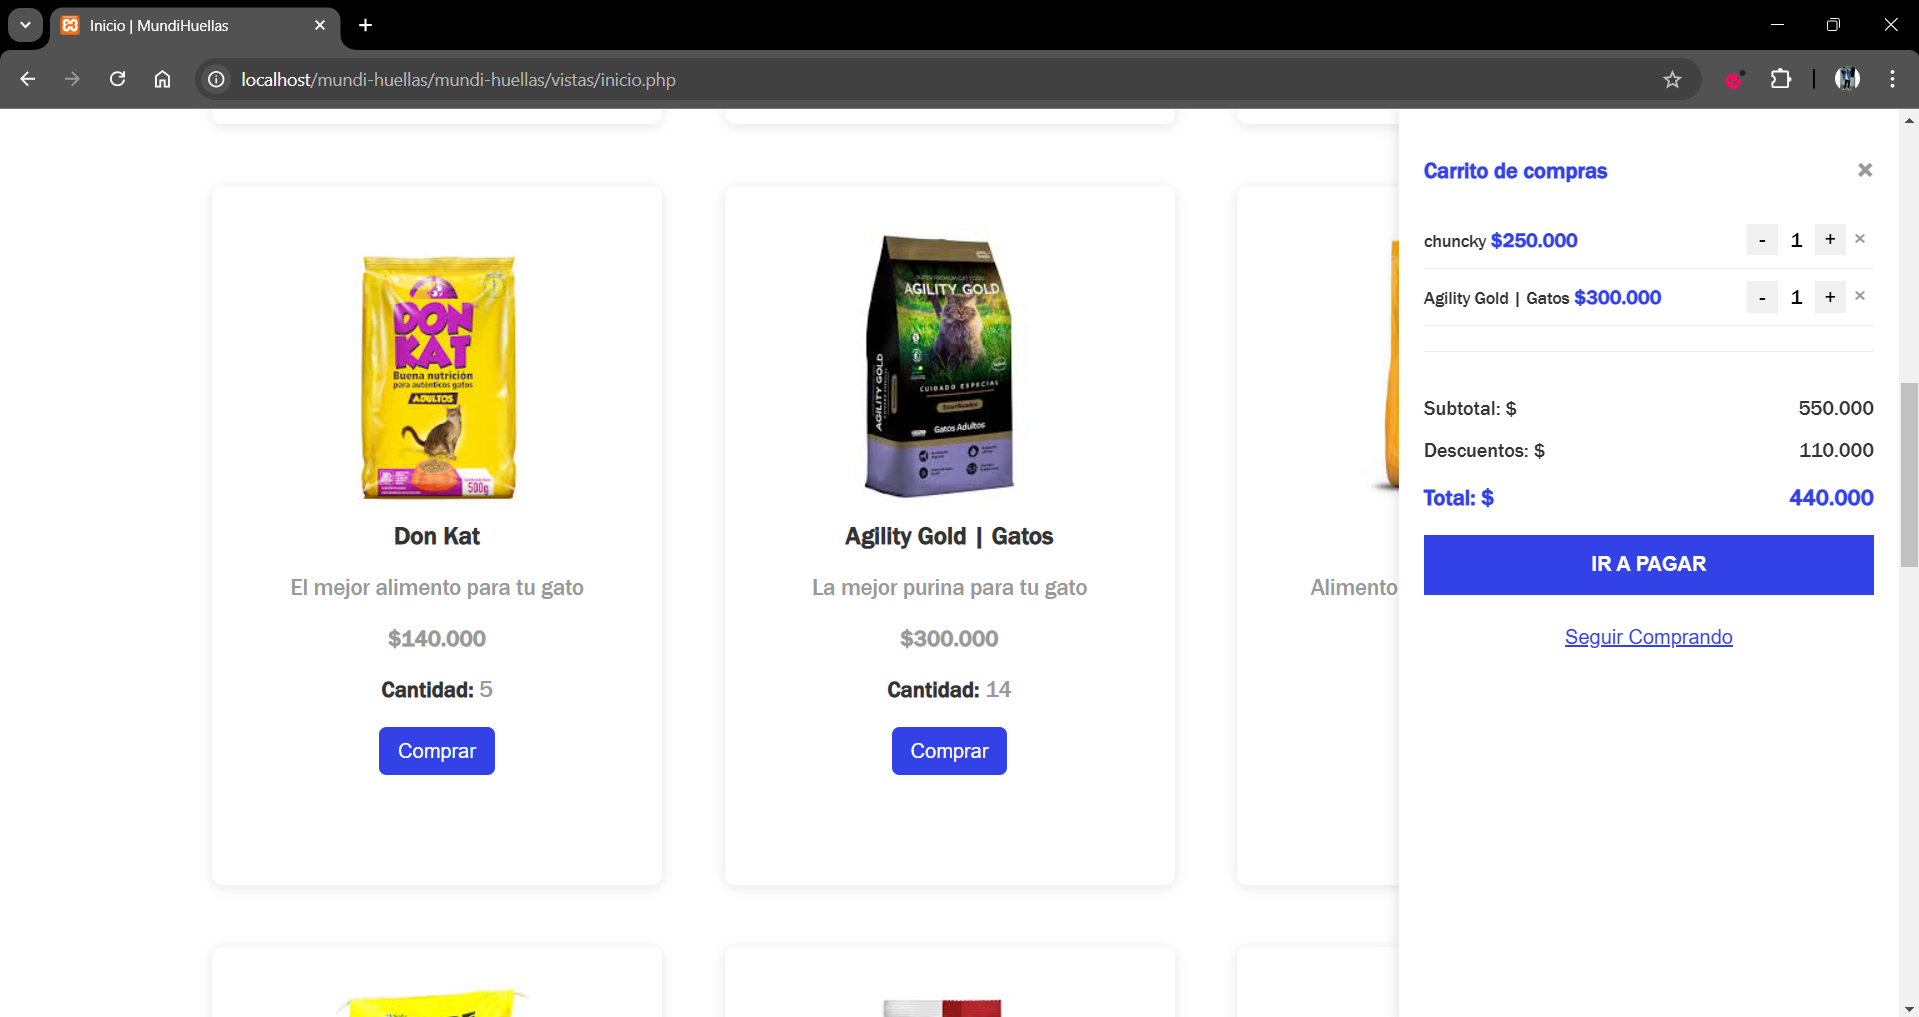 Inicio | MundiHuellas
localhost/mundi-huellas/mundi-huellas/vistas/inicio.php
Carrito de compras
chuncky $250.000 - 1 + ×
Agility Gold | Gatos $300.000 - 1 + ×
Subtotal: $ 550.000
Descuentos: $ 110.000
Total: $ 440.000
IR A PAGAR
Seguir Comprando
DON
KAT
Buena nutrición
para auténticos gatos
ADULTOS
500g
Don Kat
El mejor alimento para tu gato
$140.000
Cantidad: 5
Comprar
AGILITY GOLD
AGILITY GOLD
CUIDADO ESPECIAL
Gatos Adultos
Agility Gold | Gatos
La mejor purina para tu gato
$300.000
Cantidad: 14
Comprar
Alimento